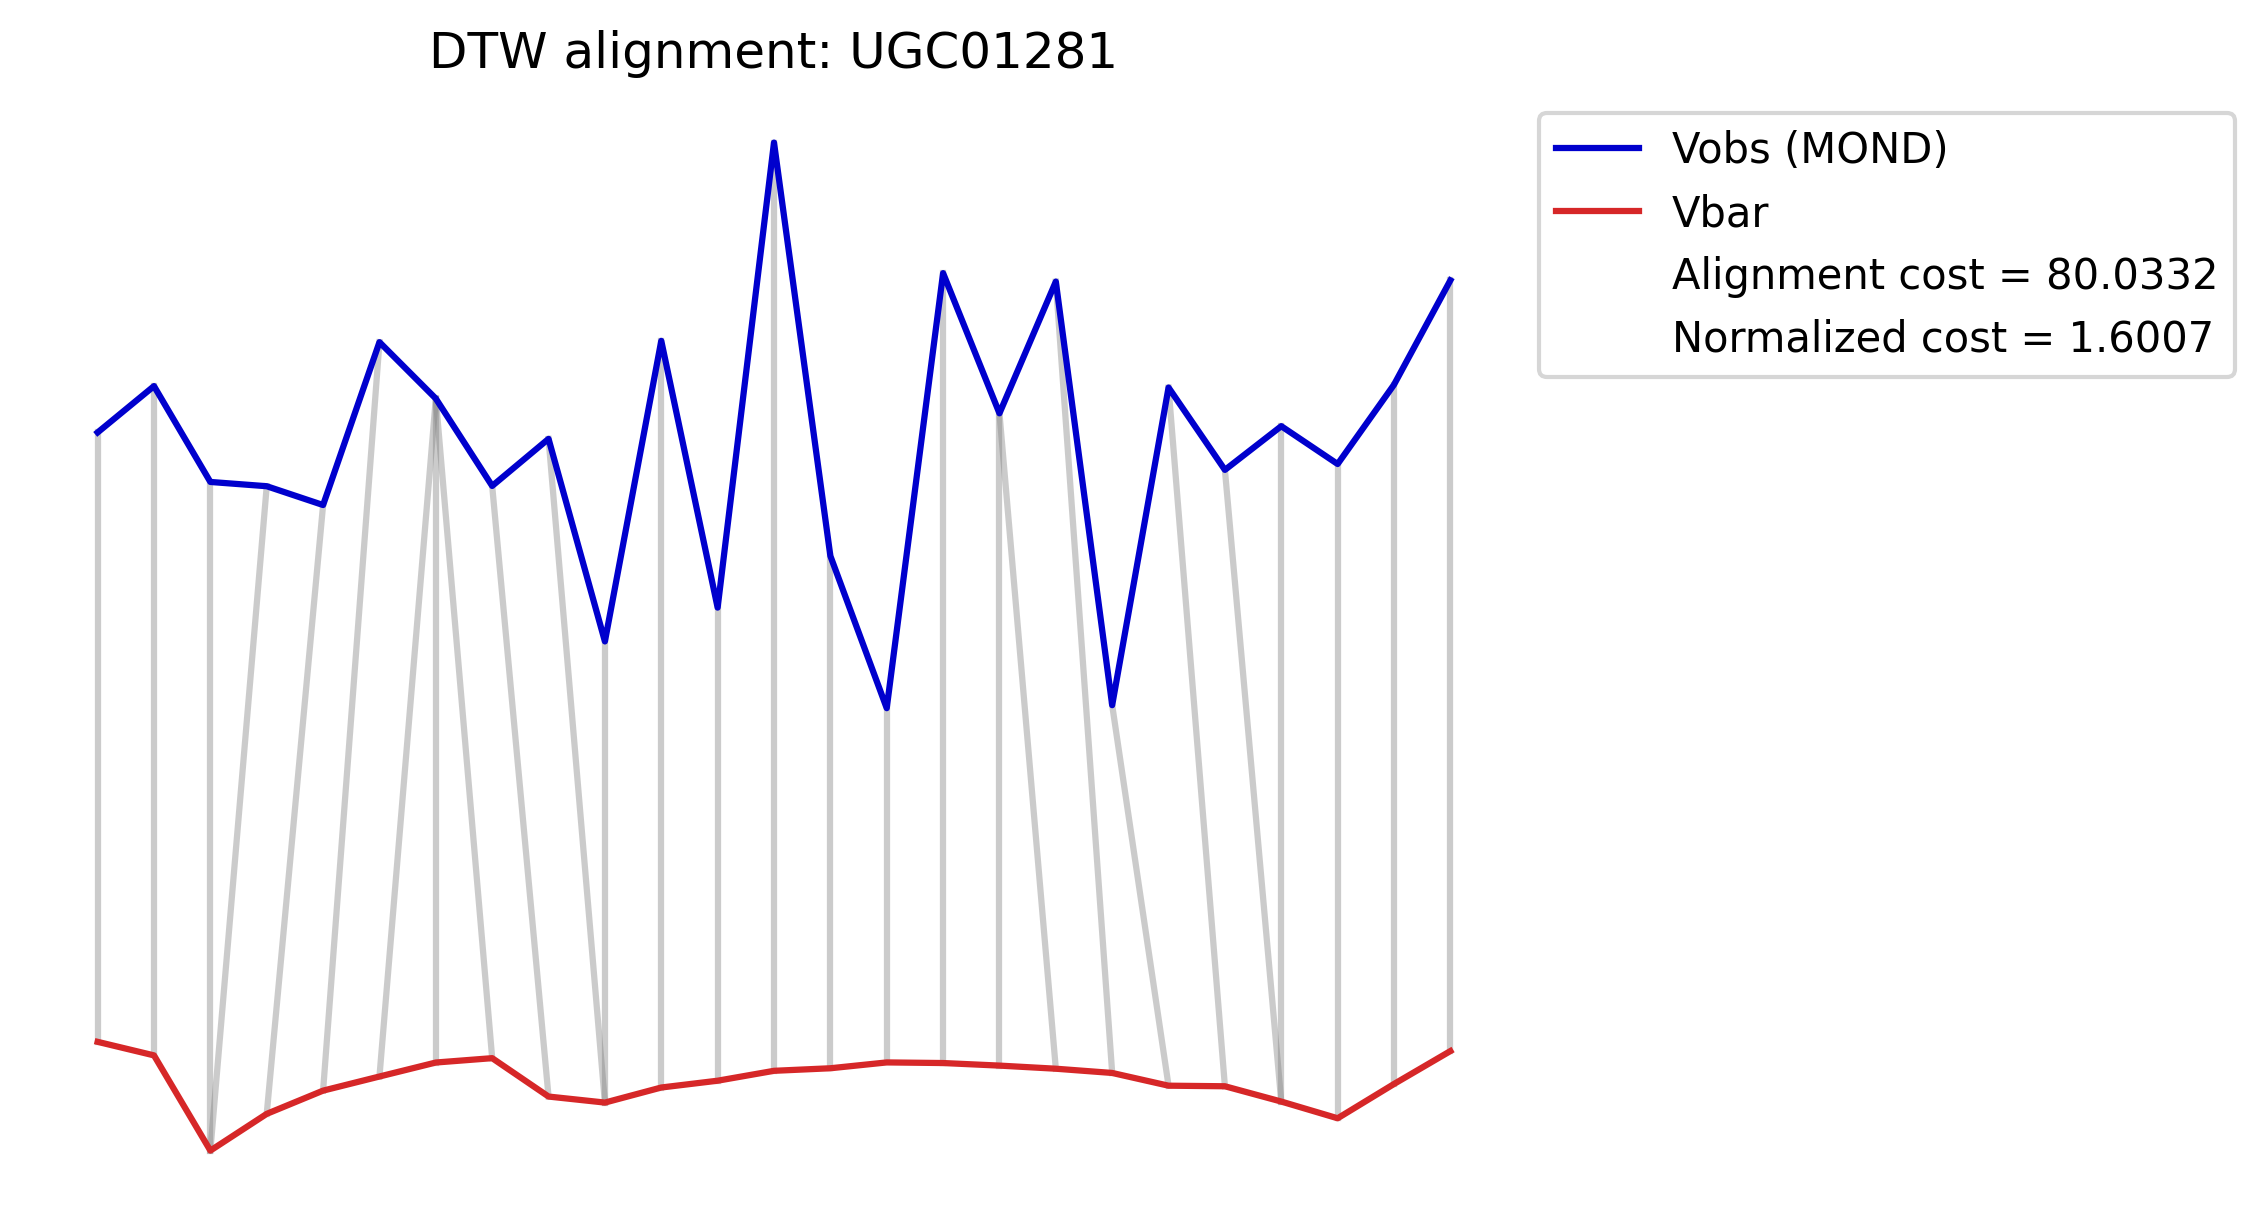 DTW alignment: UGC01281
Vobs (MOND)
Vbar
Alignment cost = 80.0332
Normalized cost = 1.6007